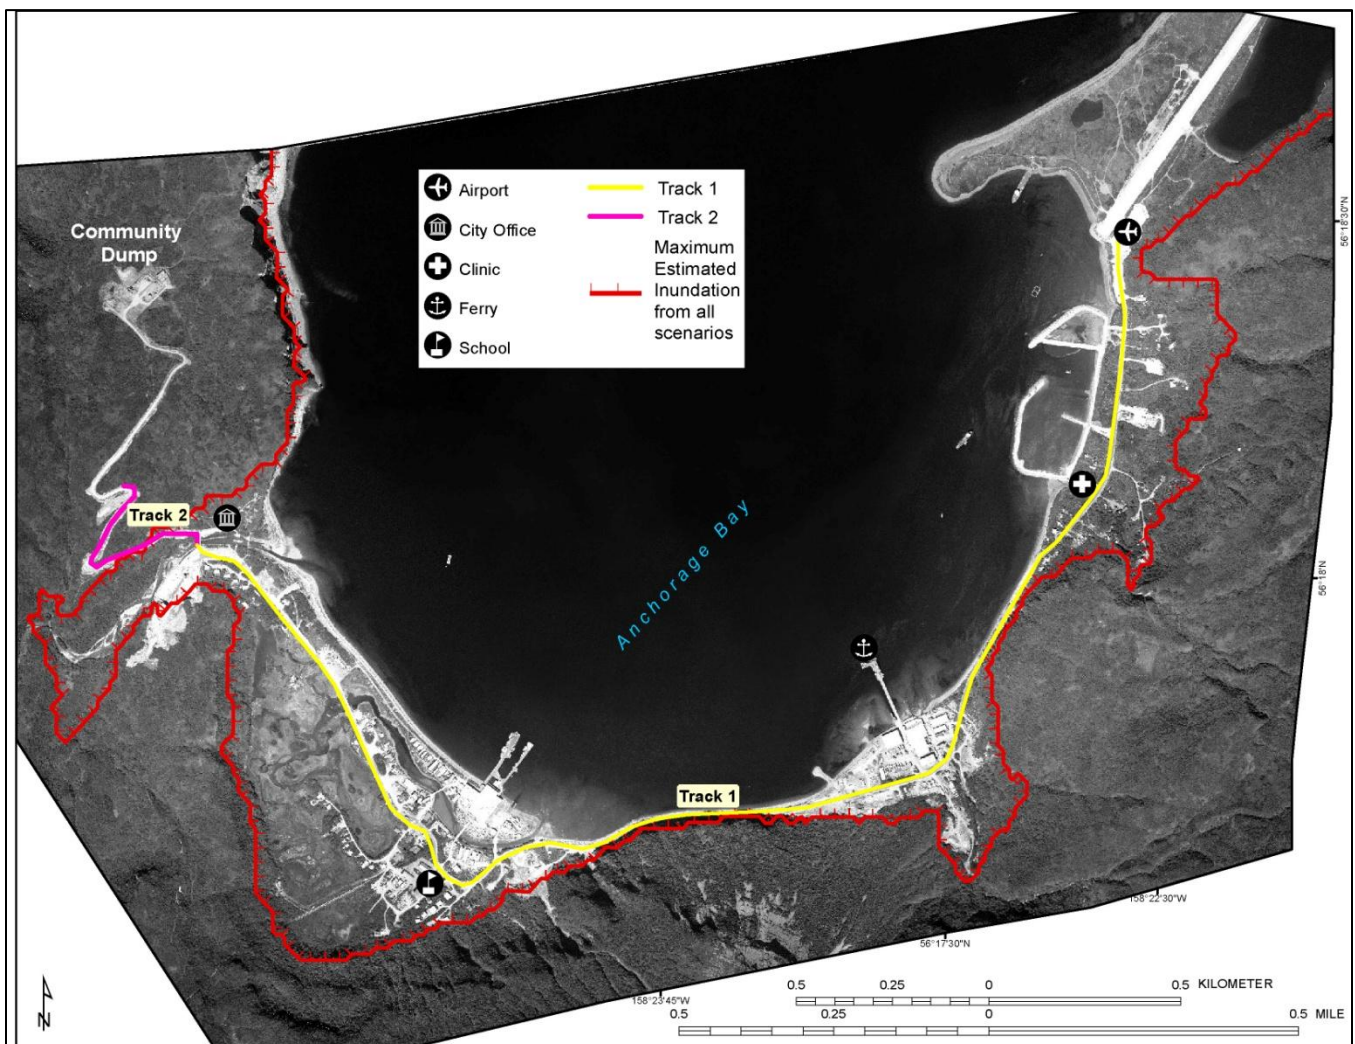 Community
Dump
Airport
City Office
Clinic
Ferry
School
Track 1
Track 2
Maximum
Estimated
Inundation
from all
scenarios
Track 2
Track 1
Anchorage Bay
56°18'30"N
56°18'N
158°22'30"W
56°17'30"N
158°23'45"W
N
0.5 0.25 0 0.5 KILOMETER
0.5 0.25 0 0.5 MILE